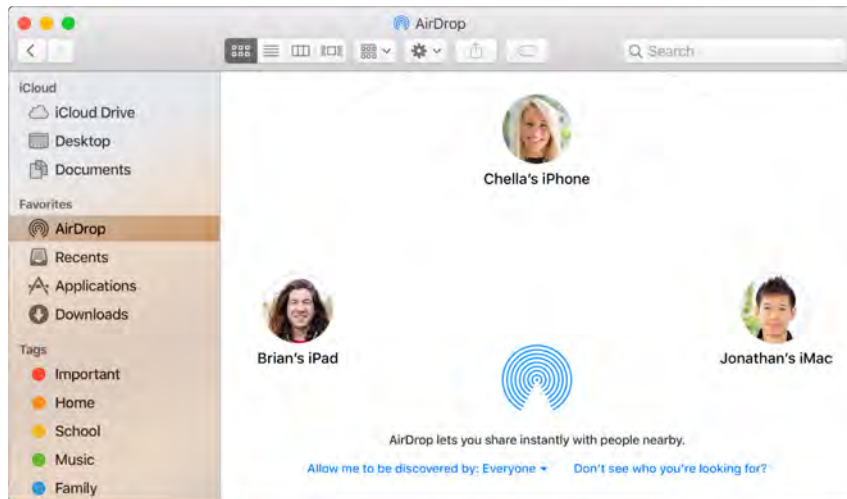 AirDrop
Search
iCloud
iCloud Drive
Desktop
Documents
Favorites
AirDrop
Recents
Applications
Downloads
Tags
Important
Home
School
Music
Family
Chella's iPhone
Brian's iPad
Jonathan's iMac
AirDrop lets you share instantly with people nearby.
Allow me to be discovered by: Everyone Don't see who you're looking for?